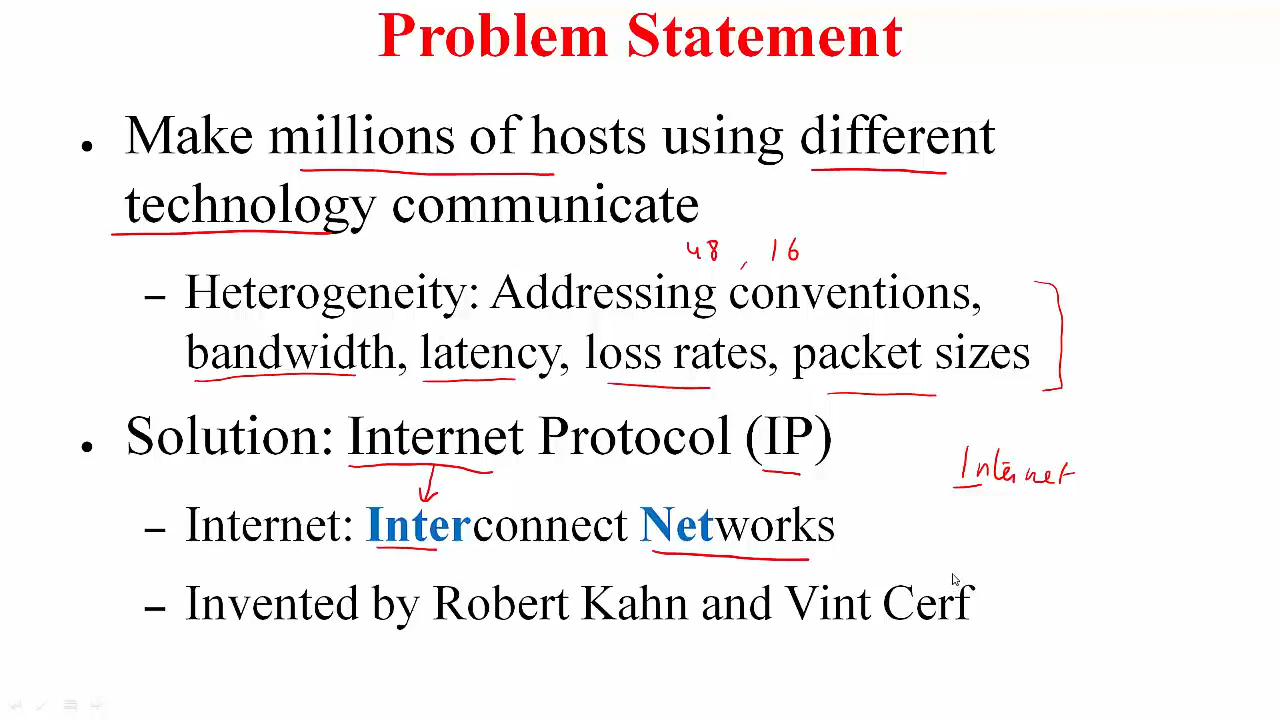 Problem Statement
• Make millions of hosts using different
technology communicate
48 , 16
– Heterogeneity: Addressing conventions,
bandwidth, latency, loss rates, packet sizes
• Solution: Internet Protocol (IP)
Internet
– Internet: Interconnect Networks
– Invented by Robert Kahn and Vint Cerf